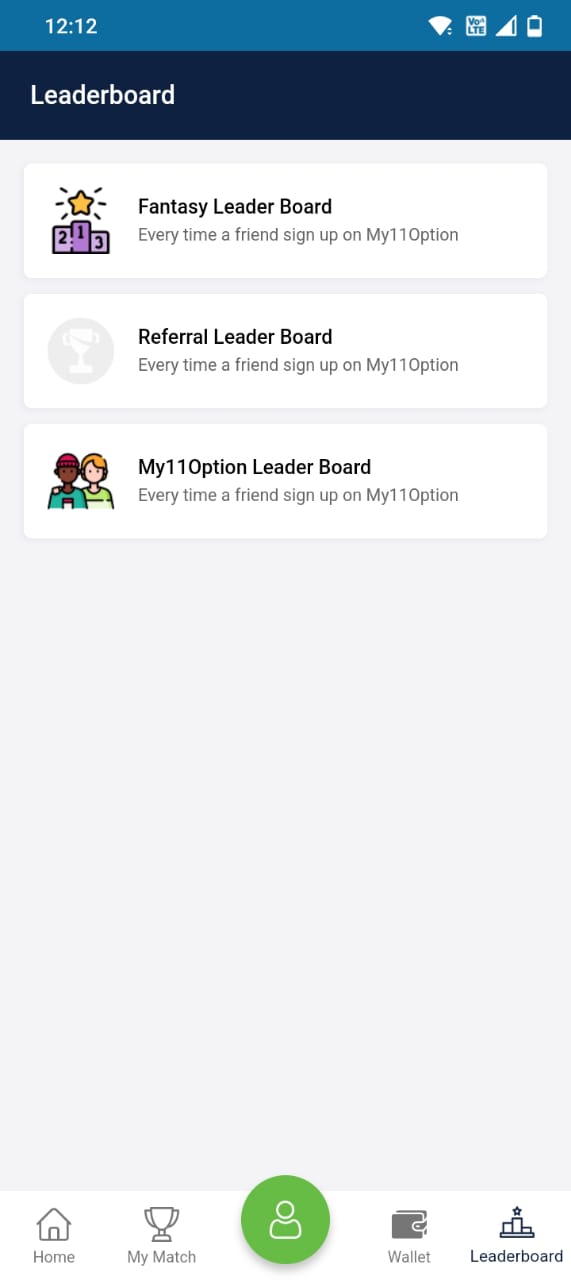 12:12
Vo LTE
Leaderboard
2 1 3
Fantasy Leader Board
Every time a friend sign up on My11Option
Referral Leader Board
Every time a friend sign up on My11Option
My11Option Leader Board
Every time a friend sign up on My11Option
Home
My Match
Wallet
Leaderboard